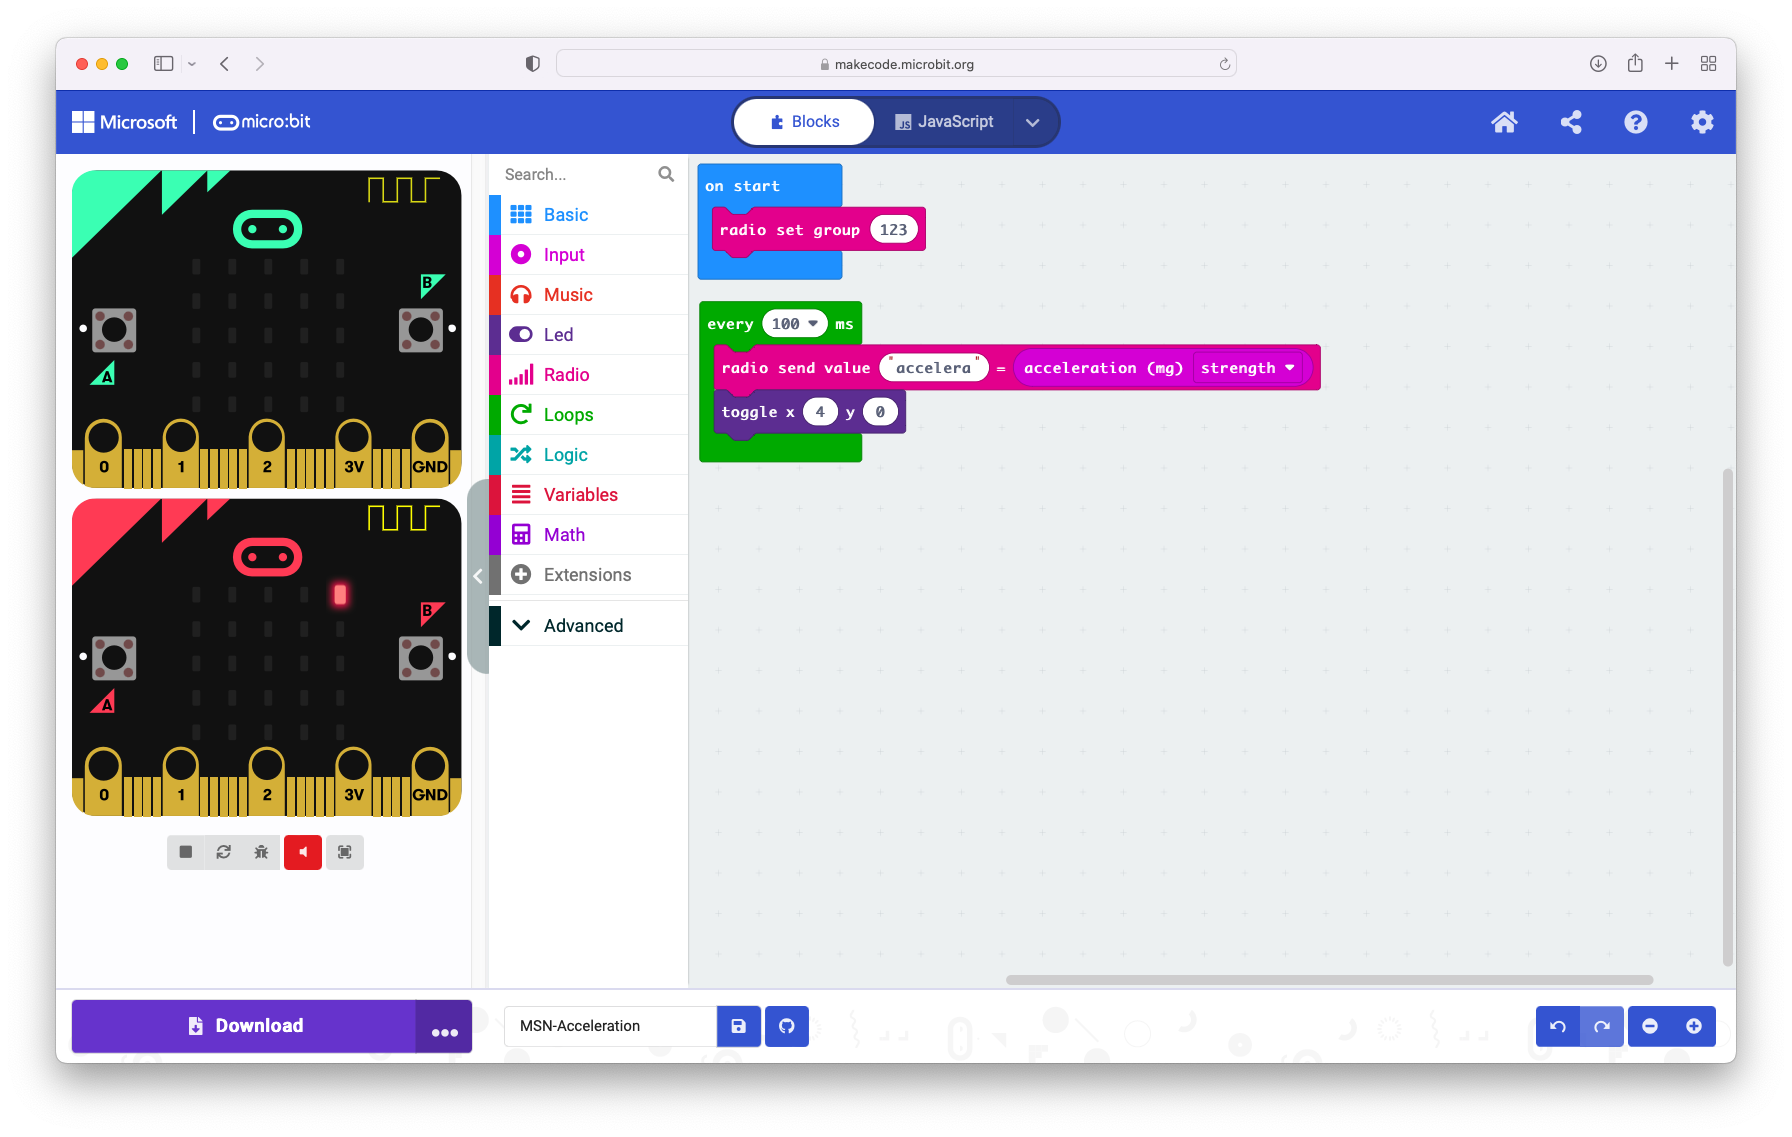 makecode.microbit.org
Microsoft micro:bit
Blocks
JS JavaScript
Search...
Basic
Input
Music
Led
Radio
Loops
Logic
Variables
Math
Extensions
Advanced
on start
radio set group 123
every 100 ms
radio send value "accelera" = acceleration (mg) strength
toggle x 4 y 0
B
A
0 1 2 3V GND
B
A
0 1 2 3V GND
Download
MSN-Acceleration